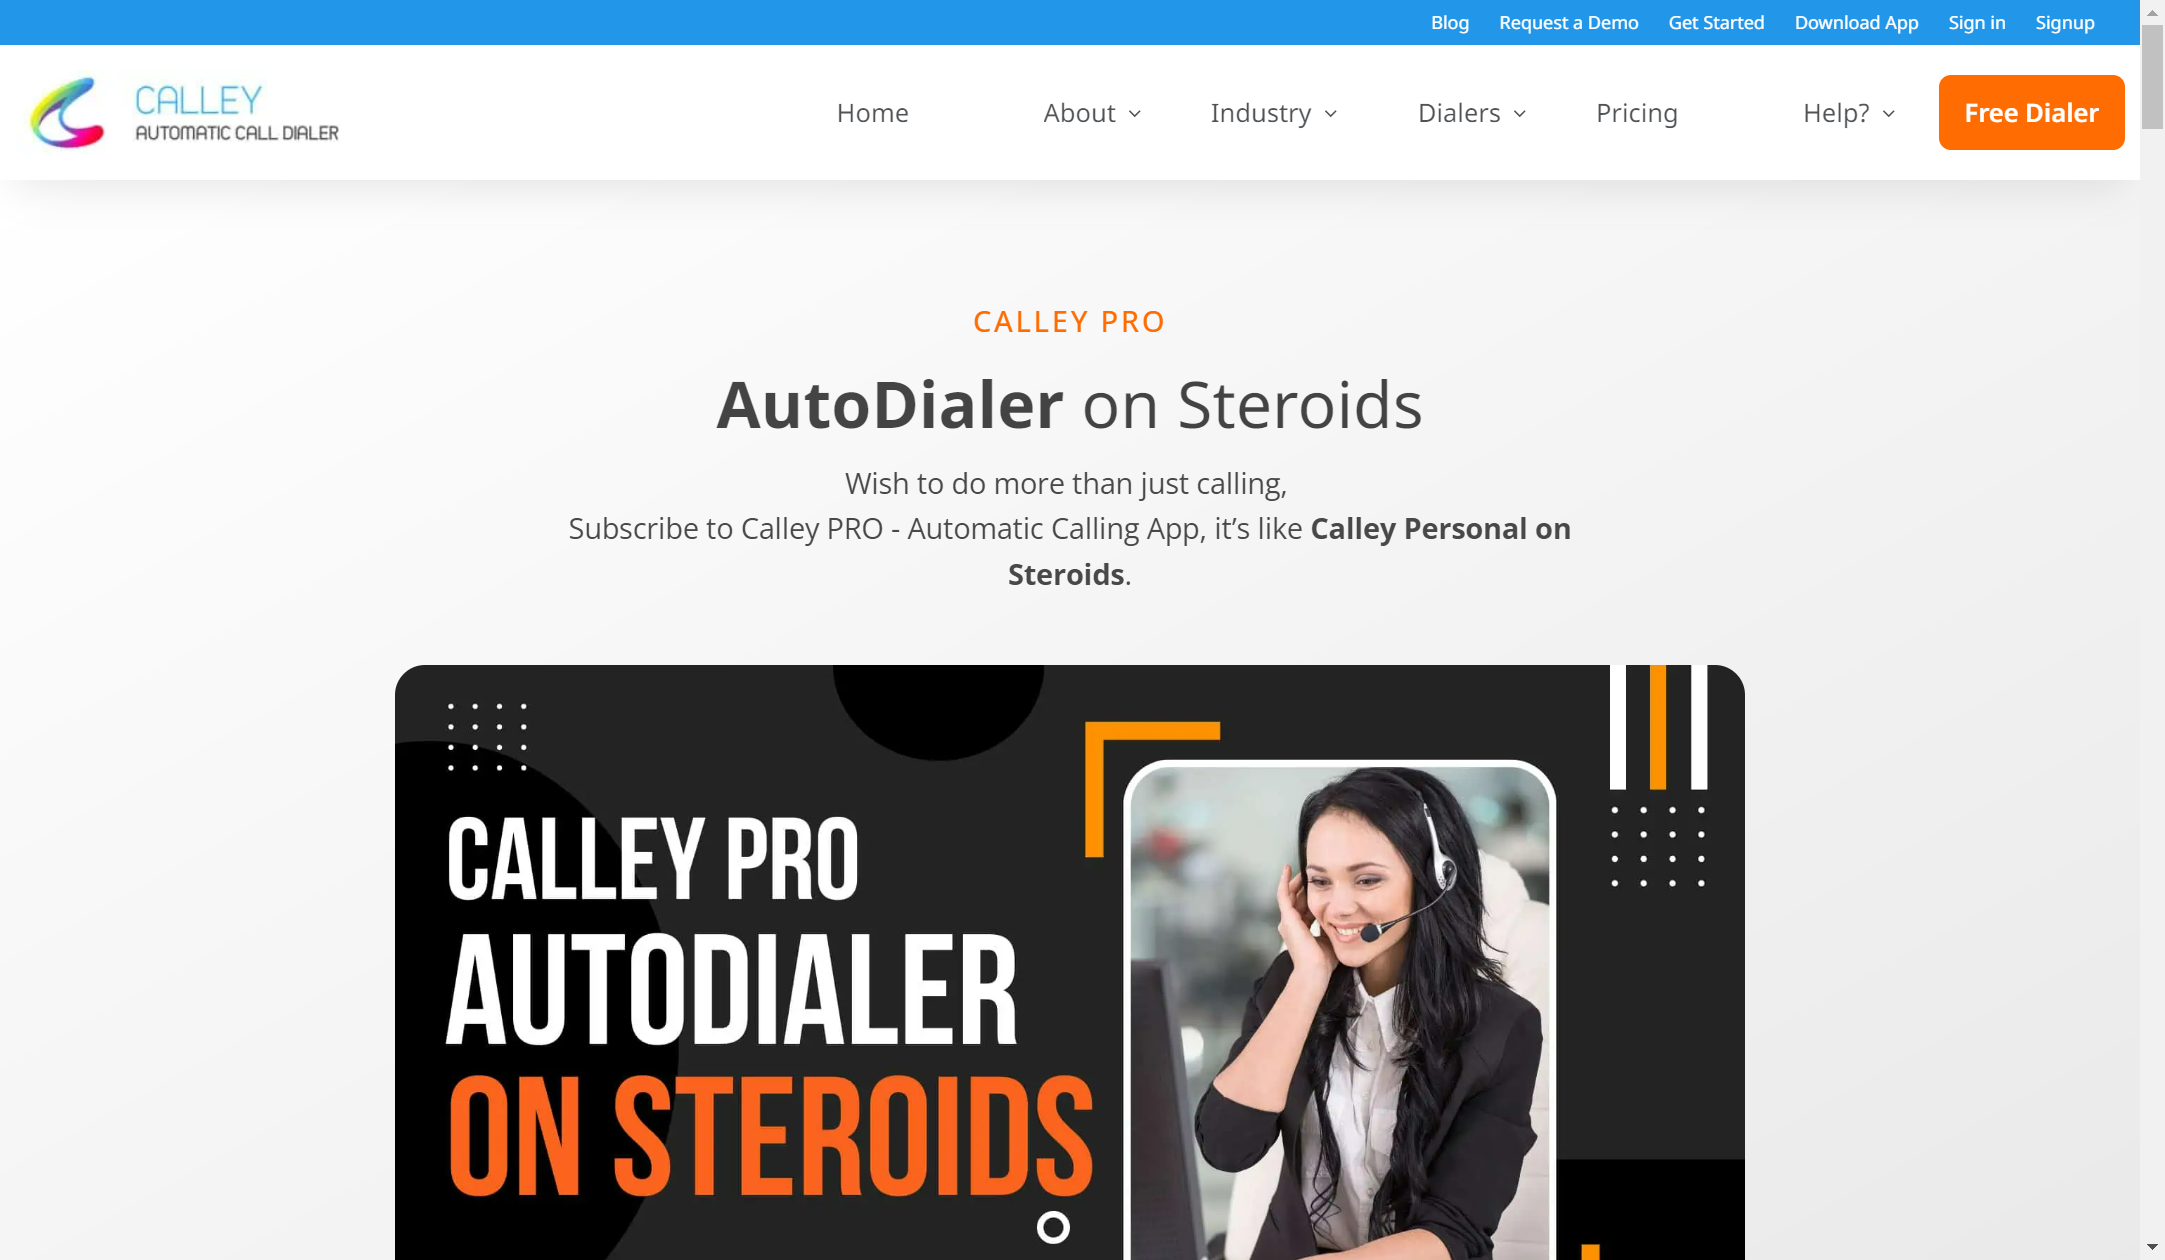 Blog Request a Demo Get Started Download App Sign in Signup
CALLEY
AUTOMATIC CALL DIALER
Home About Industry Dialers Pricing Help? Free Dialer
CALLEY PRO
AutoDialer on Steroids
Wish to do more than just calling,
Subscribe to Calley PRO - Automatic Calling App, it’s like Calley Personal on
Steroids.
CALLEY PRO
AUTODIALER
ON STEROIDS